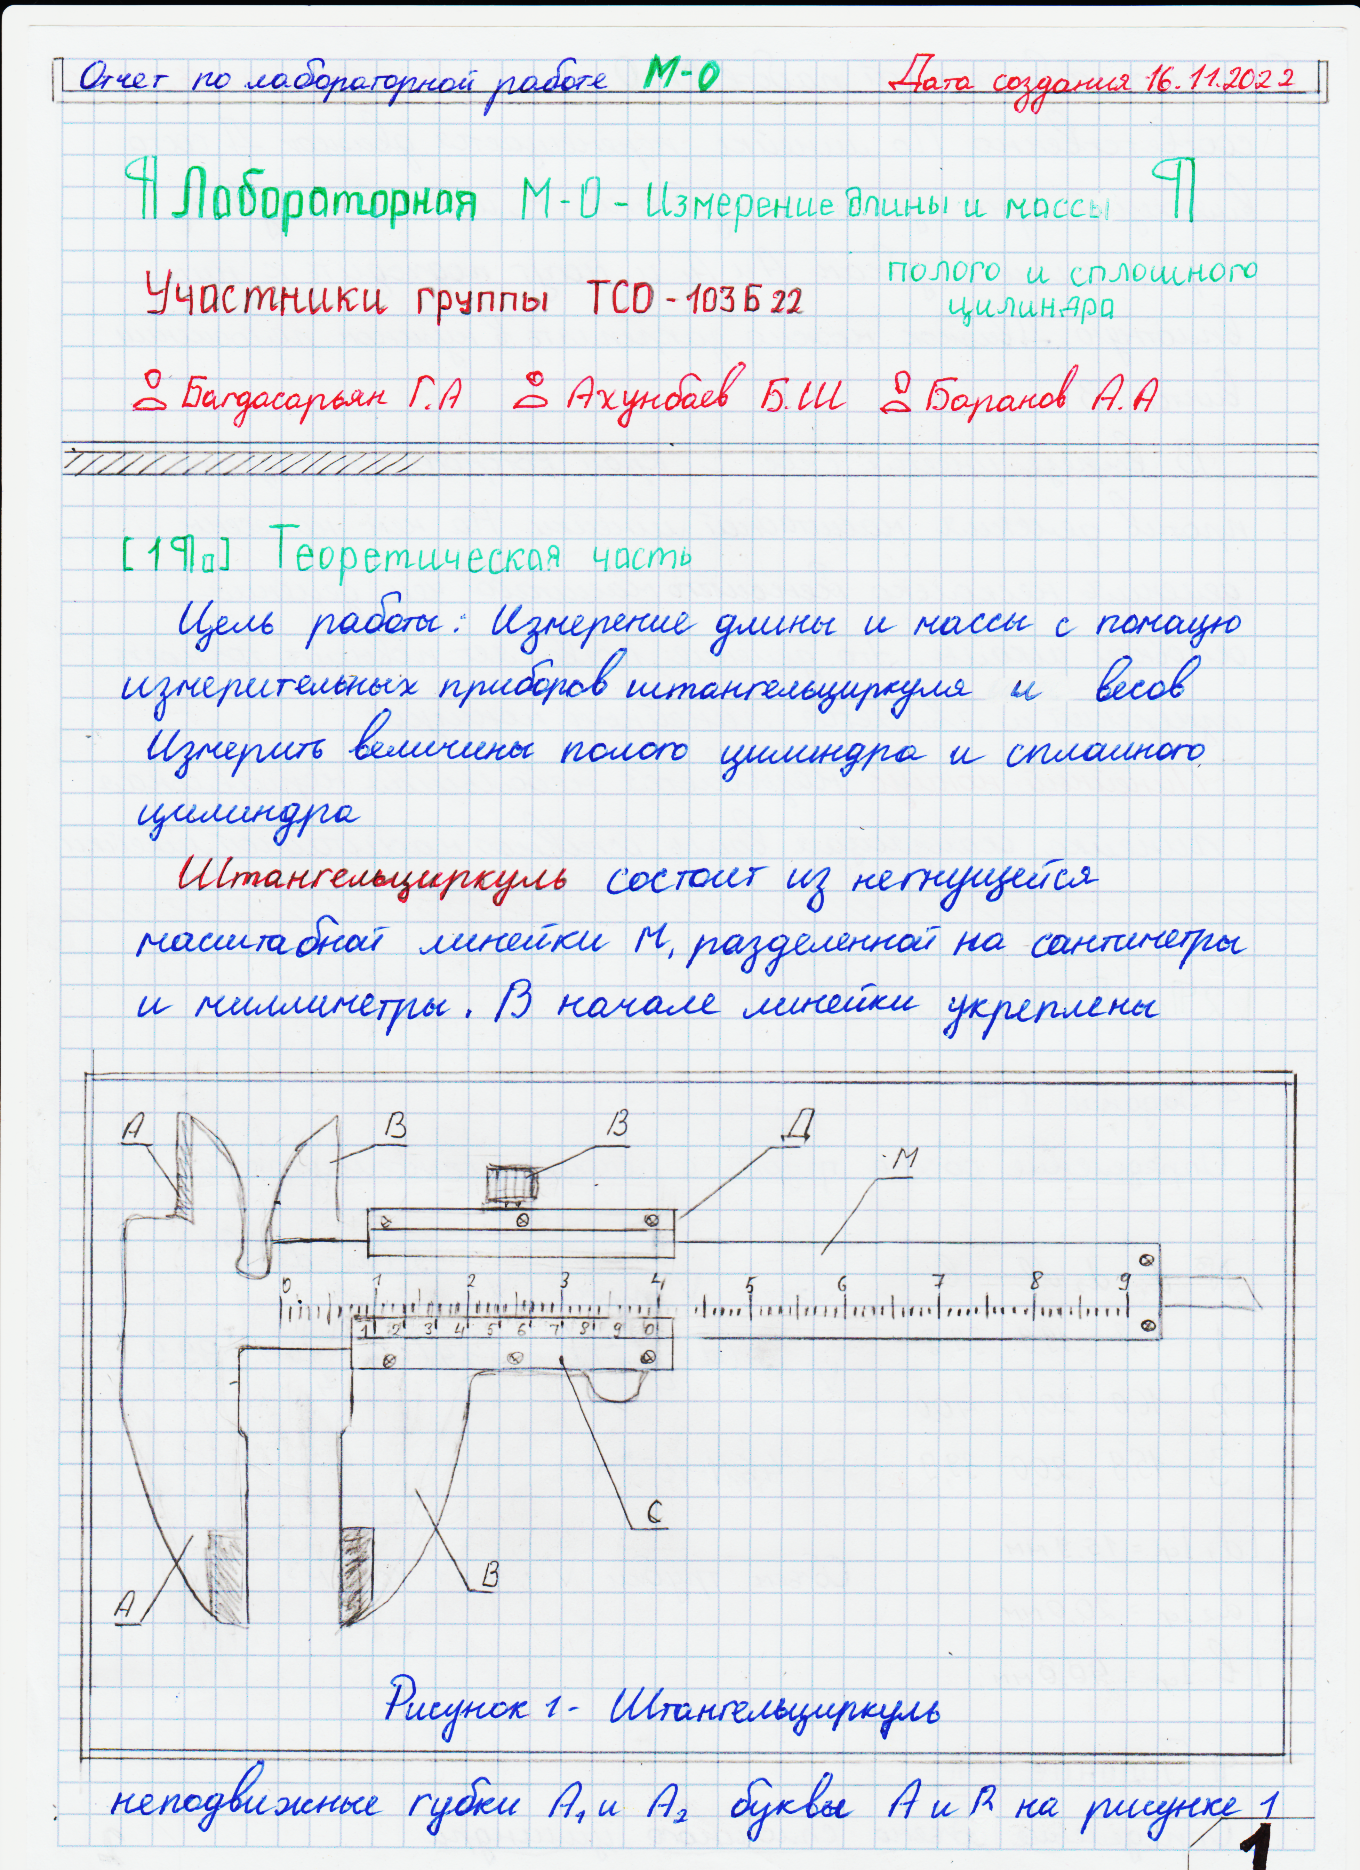 Отчет по лабораторной работе М-0 Дата создания 16.11.2022
¶ Лабораторная М-0 - Измерение длины и массы ¶
полого и сплошного
цилиндра
Участники группы ТСО-103Б22
Багдасарьян Г.А Ахунбаев Б.Ш Баранов А.А
[1¶] Теоретическая часть
Цель работы: Измерение длины и массы с помацю
измерительных приборов штангельциркуля и весов
Измерить величины полого цилиндра и сплошного
цилиндра
Штангельциркуль состоит из негнущейся
масштабной линейки М, разделенной на сантиметры
и миллиметры. В начале линейки укреплены
А В В Д М
0 1 2 3 4 5 6 7 8 9
1 2 3 4 5 6 7 8 9 0
С
В
А
Рисунок 1 - Штангельциркуль
неподвижные губки А₁ и А₂ буквы А и В на рисунке 1
1